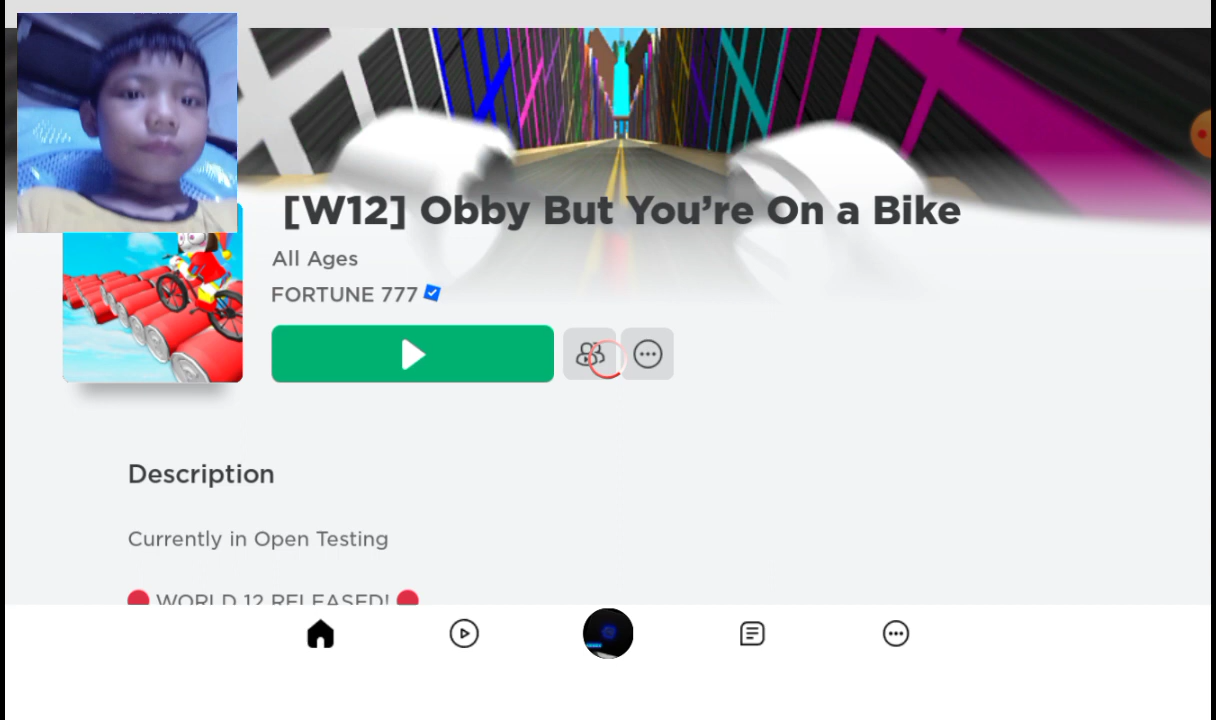 [W12] Obby But You’re On a Bike
All Ages
FORTUNE 777
Description
Currently in Open Testing
WORLD 12 RELEASED!